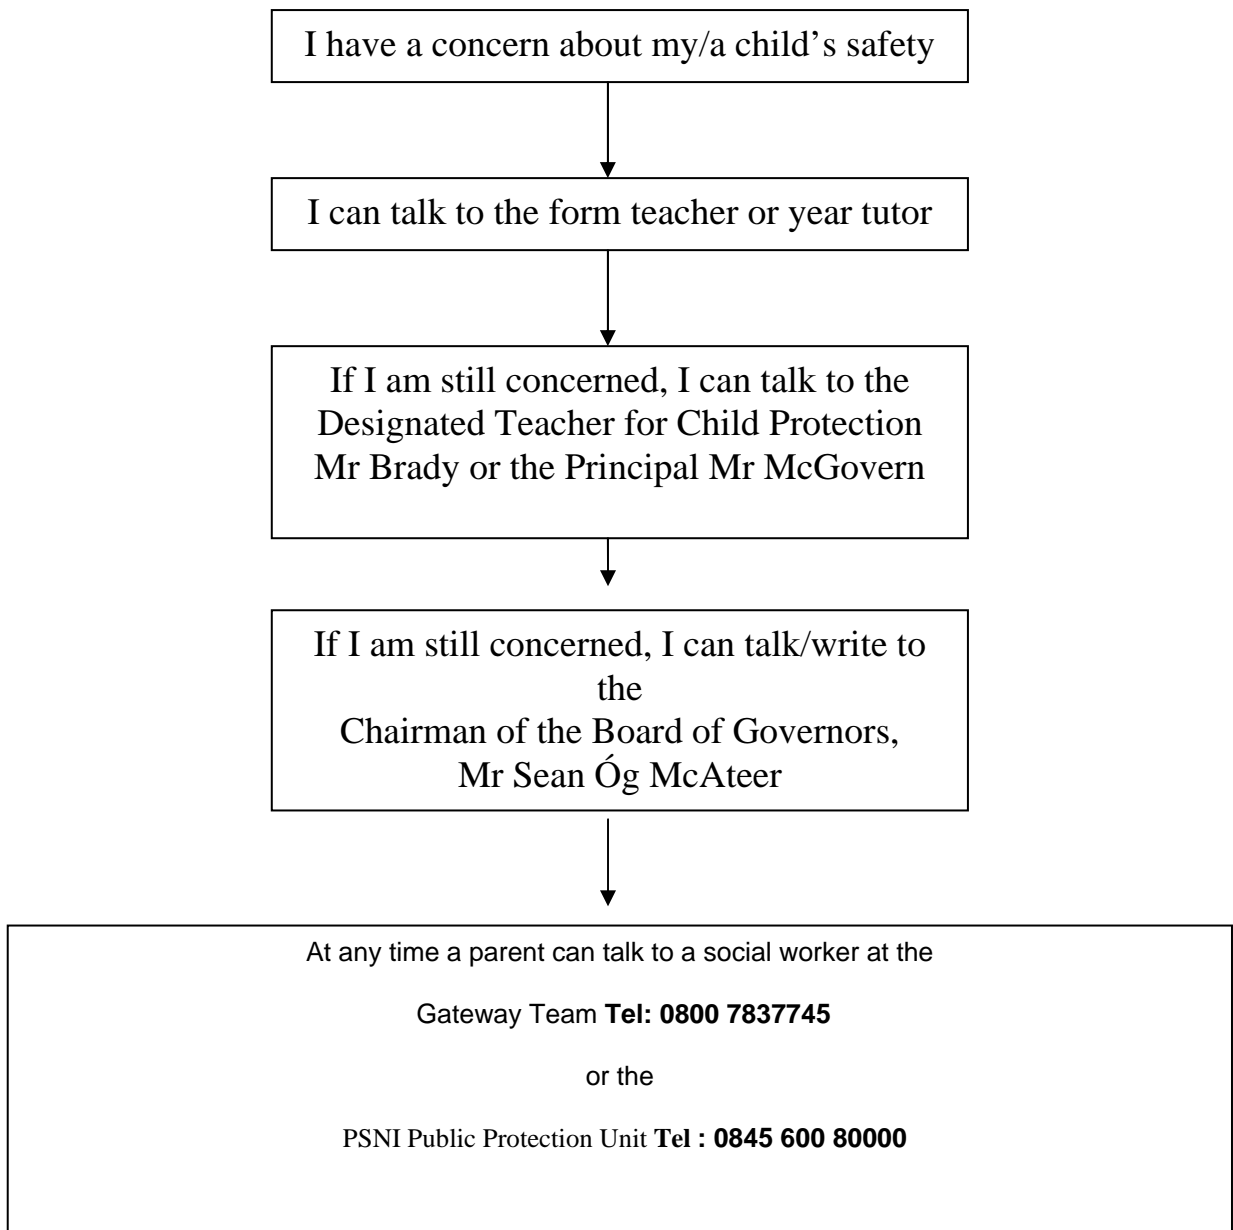 I have a concern about my/a child’s safety
I can talk to the form teacher or year tutor
If I am still concerned, I can talk to the
Designated Teacher for Child Protection
Mr Brady or the Principal Mr McGovern
If I am still concerned, I can talk/write to
the
Chairman of the Board of Governors,
Mr Sean Óg McAteer
At any time a parent can talk to a social worker at the
Gateway Team Tel: 0800 7837745
or the
PSNI Public Protection Unit Tel : 0845 600 80000